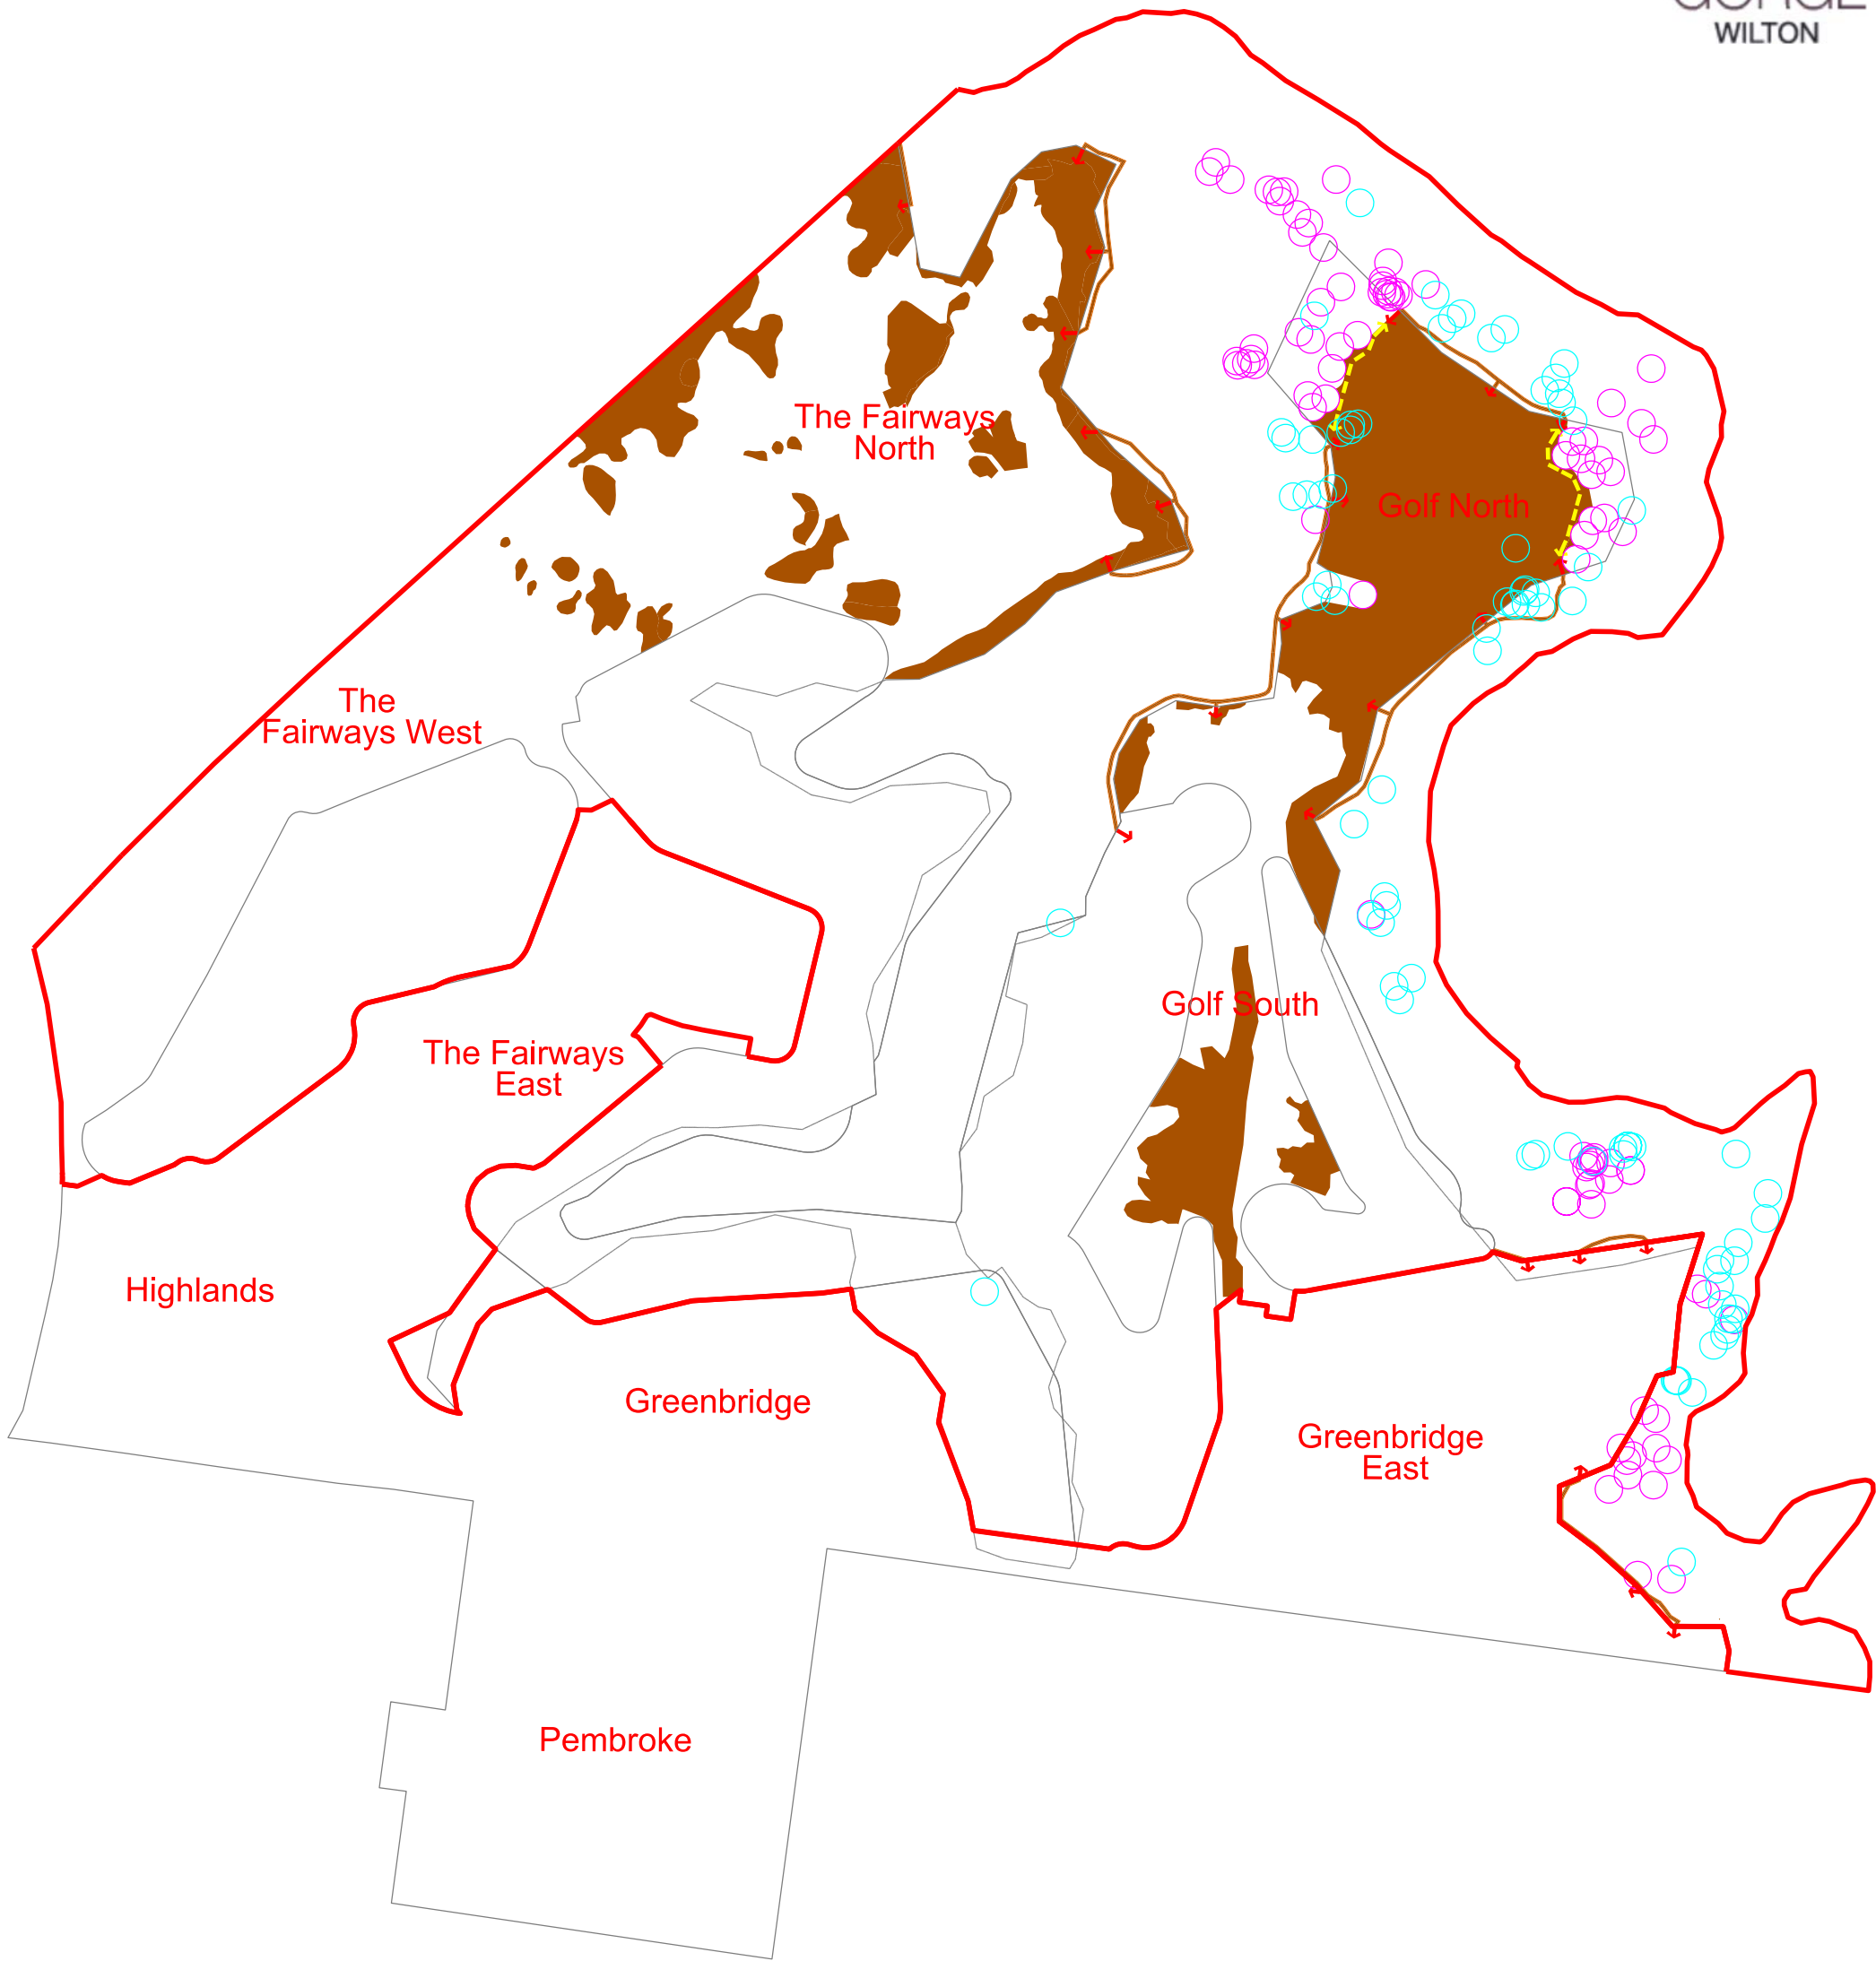 GORGE
WILTON
The Fairways
North
Golf North
The
Fairways West
Golf South
The Fairways
East
Highlands
Greenbridge
Greenbridge
East
Pembroke